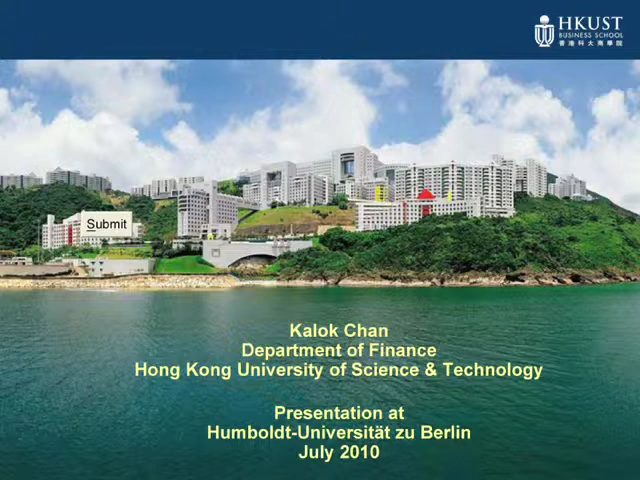 HKUST
BUSINESS SCHOOL
香港科大商學院
Submit
Kalok Chan
Department of Finance
Hong Kong University of Science & Technology
Presentation at
Humboldt-Universität zu Berlin
July 2010